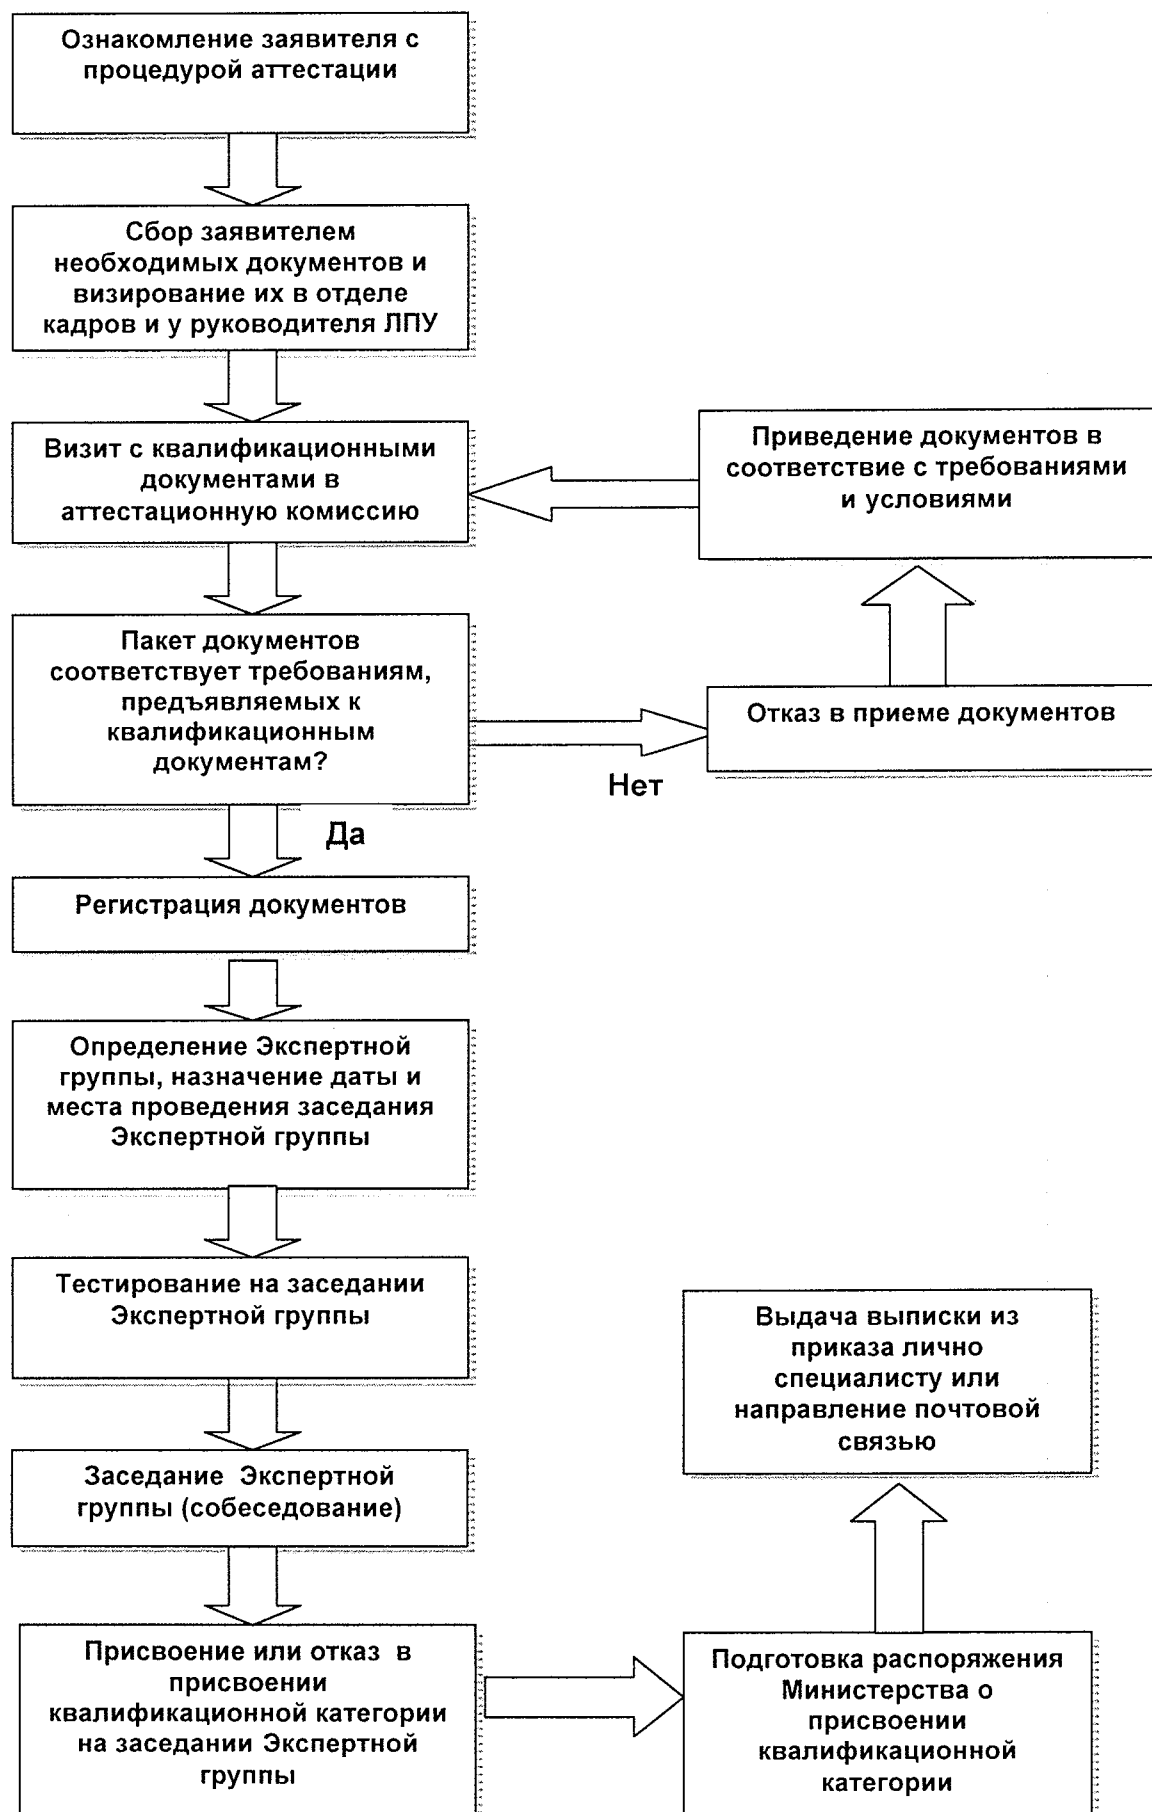 Ознакомление заявителя с
процедурой аттестации
Сбор заявителем
необходимых документов и
визирование их в отделе
кадров и у руководителя ЛПУ
Визит с квалификационными
документами в
аттестационную комиссию
Приведение документов в
соответствие с требованиями
и условиями
Пакет документов
соответствует требованиям,
предъявляемых к
квалификационным
документам?
Отказ в приеме документов
Нет
Да
Регистрация документов
Определение Экспертной
группы, назначение даты и
места проведения заседания
Экспертной группы
Тестирование на заседании
Экспертной группы
Заседание Экспертной
группы (собеседование)
Присвоение или отказ в
присвоении
квалификационной категории
на заседании Экспертной
группы
Подготовка распоряжения
Министерства о
присвоении
квалификационной
категории
Выдача выписки из
приказа лично
специалисту или
направление почтовой
связью